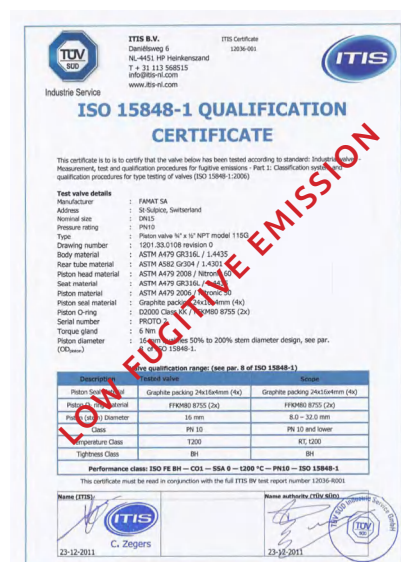 TÜV
SÜD
Industrie Service
ITIS B.V.
Daniëlsweg 6
NL-4451 HP Heinkenszand
T + 31 113 568515
info@itis-nl.com
www.itis-nl.com
ITIS Certificate
12036-001
ITIS
ISO 15848-1 QUALIFICATION
CERTIFICATE
This certificate is to is to certify that the valve below has been tested according to standard: Industrial valves -
Measurement, test and qualification procedures for fugitive emissions - Part 1: Classification system and
qualification procedures for type testing of valves (ISO 15848-1:2006)
Test valve details
Manufacturer : FAMAT SA
Address : St-Sulpice, Switserland
Nominal size : DN15
Pressure rating : PN10
Type : Piston valve ¾" x ½" NPT model 115G
Drawing number : 1201.33.0108 revision 0
Body material : ASTM A479 GR316L / 1.4435
Rear tube material : ASTM A582 Gr304 / 1.4301
Piston head material : ASTM A479 2008 / Nitronic 60
Seat material : ASTM A479 GR316L / 1.4435
Piston material : ASTM A479 2006 / Nitronic 50
Piston seal material : Graphite packing 24x16x4mm (4x)
Piston O-ring : D2000 Class KK / FFKM80 8755 (2x)
Serial number : PROTO 2
Torque gland : 6 Nm
Piston diameter : 16 mm qualifies 50% to 200% stem diameter design, see par.
(OD) 8 of ISO 15848-1.
Valve qualification range: (see par. 8 of ISO 15848-1)
Description Tested valve Scope
Piston Seal material Graphite packing 24x16x4mm (4x) Graphite packing 24x16x4mm (4x)
Piston O-ring material FFKM80 8755 (2x) FFKM80 8755 (2x)
Piston (stem) Diameter 16 mm 8.0 – 32.0 mm
Class PN 10 PN 10 and lower
Temperature Class T200 RT, t200
Tightness Class BH BH
Performance class: ISO FE BH — CO1 — SSA 0 — t200 °C — PN10 — ISO 15848-1
This certificate must be read in conjunction with the full ITIS BV test report number 12036-R001
Name (ITIS):
ITIS
C. Zegers
23-12-2011
Name authority (TÜV SÜD)
23-12-2011
TÜV SÜD Industrie Service GmbH
TÜV
LOW FUGITIVE EMISSION